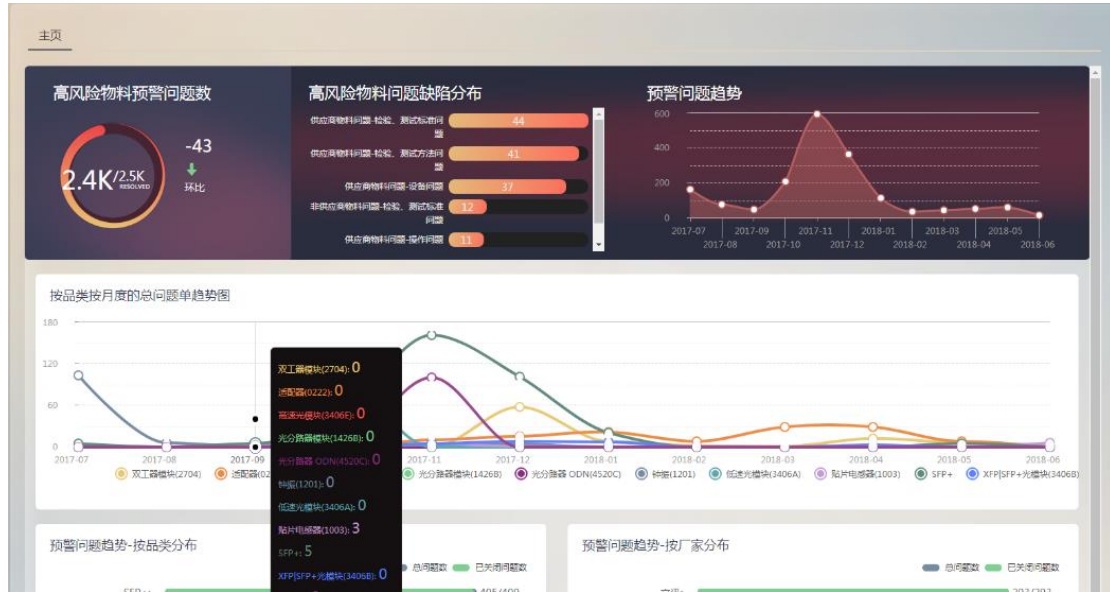 主页
高风险物料预警问题数
2.4K/2.5K
RESOLVED
-43
环比
高风险物料问题缺陷分布
供应商物料问题-检验、测试标准问
题
44
供应商物料问题-检验、测试方法问
题
41
供应商物料问题-设备问题
37
非供应商物料问题-检验、测试标准
问题
12
供应商物料问题-操作问题
11
预警问题趋势
600
400
200
0
2017-07
2017-08
2017-09
2017-10
2017-11
2017-12
2018-01
2018-02
2018-03
2018-04
2018-05
2018-06
按品类按月度的总问题单趋势图
180
120
60
0
2017-07
2017-08
2017-09
2017-11
2017-12
2018-01
2018-02
2018-03
2018-04
2018-05
2018-06
双工器模块(2704): 0
适配器(0222): 0
高速光模块(3406E): 0
光分路器模块(1426B): 0
光分路器 ODN(4520C): 0
钟振(1201): 0
低速光模块(3406A): 0
贴片电感器(1003): 3
SFP+: 5
XFP|SFP+光模块(3406B): 0
双工器模块(2704)
适配器(02
光分路器模块(1426B)
光分路器 ODN(4520C)
钟振(1201)
低速光模块(3406A)
贴片电感器(1003)
SFP+
XFP|SFP+光模块(3406B)
预警问题趋势-按品类分布
总问题数
已关闭问题数
预警问题趋势-按厂家分布
总问题数
已关闭问题数